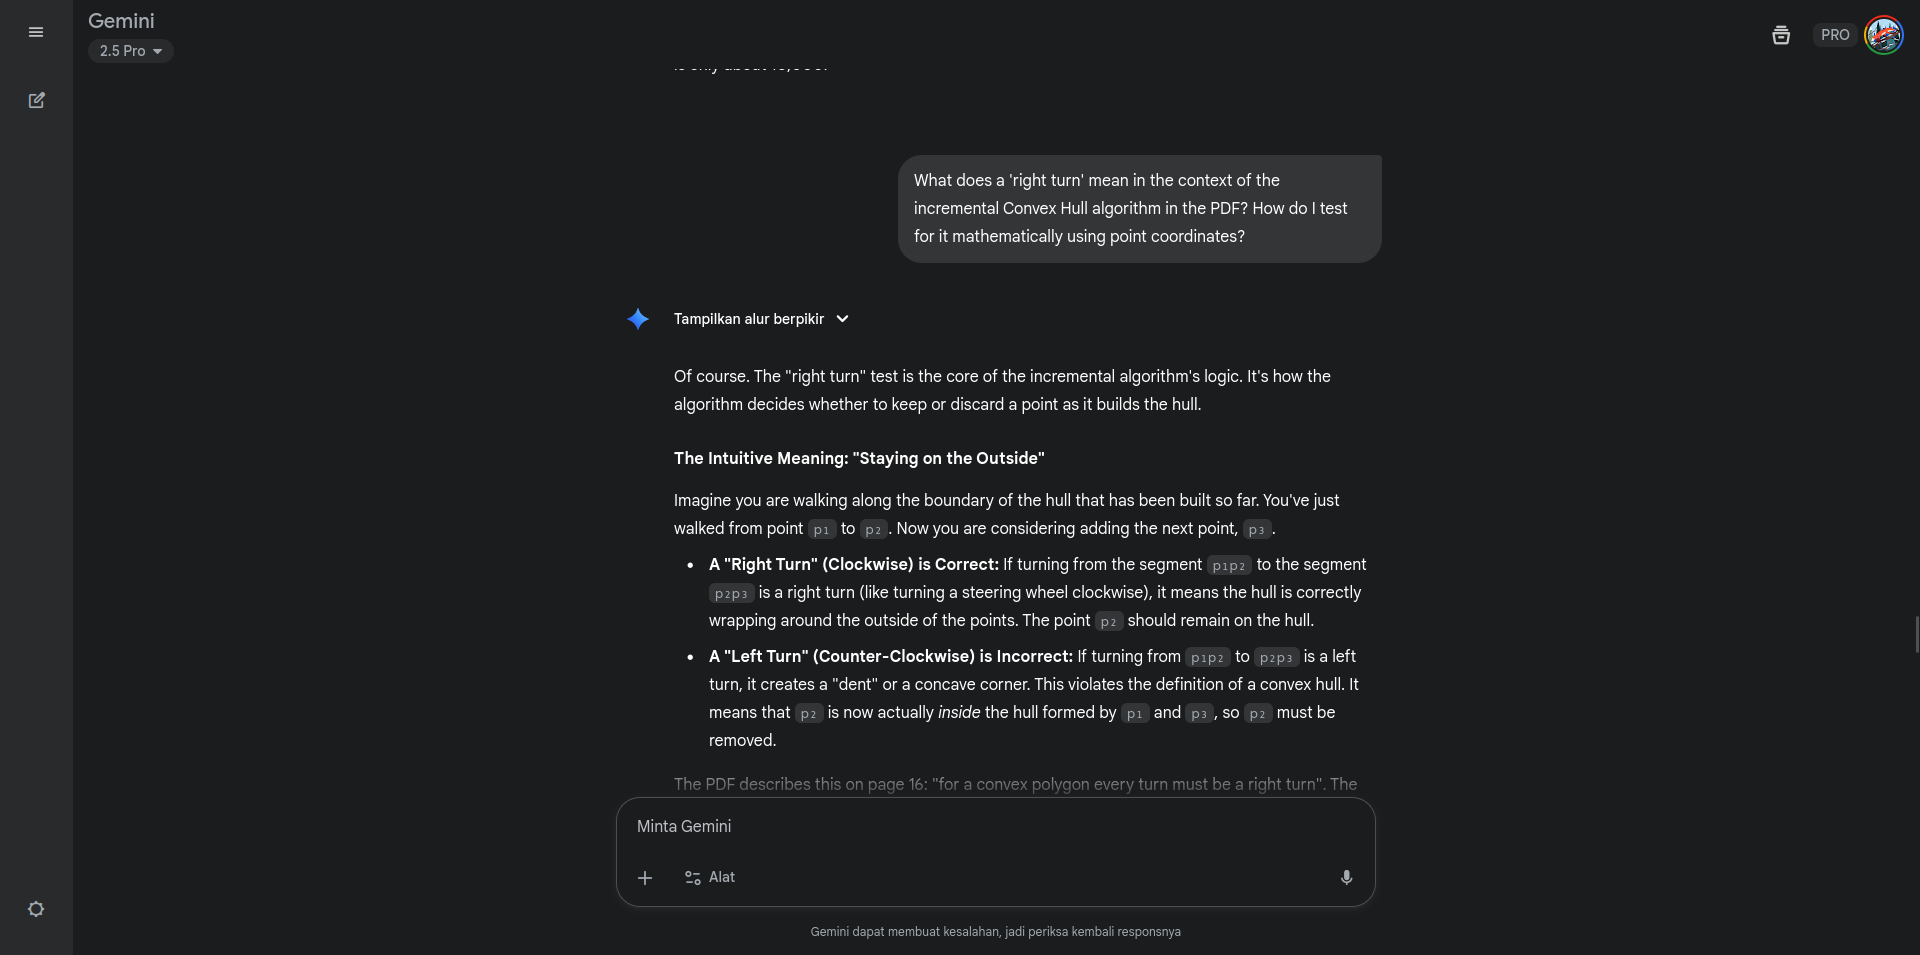 Gemini
2.5 Pro
PRO
What does a 'right turn' mean in the context of the
incremental Convex Hull algorithm in the PDF? How do I test
for it mathematically using point coordinates?
Tampilkan alur berpikir
Of course. The "right turn" test is the core of the incremental algorithm's logic. It's how the
algorithm decides whether to keep or discard a point as it builds the hull.
The Intuitive Meaning: "Staying on the Outside"
Imagine you are walking along the boundary of the hull that has been built so far. You've just
walked from point p₁ to p₂. Now you are considering adding the next point, p₃.
• A "Right Turn" (Clockwise) is Correct: If turning from the segment p₁p₂ to the segment
p₂p₃ is a right turn (like turning a steering wheel clockwise), it means the hull is correctly
wrapping around the outside of the points. The point p₂ should remain on the hull.
• A "Left Turn" (Counter-Clockwise) is Incorrect: If turning from p₁p₂ to p₂p₃ is a left
turn, it creates a "dent" or a concave corner. This violates the definition of a convex hull. It
means that p₂ is now actually inside the hull formed by p₁ and p₃, so p₂ must be
removed.
The PDF describes this on page 16: "for a convex polygon every turn must be a right turn". The
Minta Gemini
Alat
Gemini dapat membuat kesalahan, jadi periksa kembali responsnya